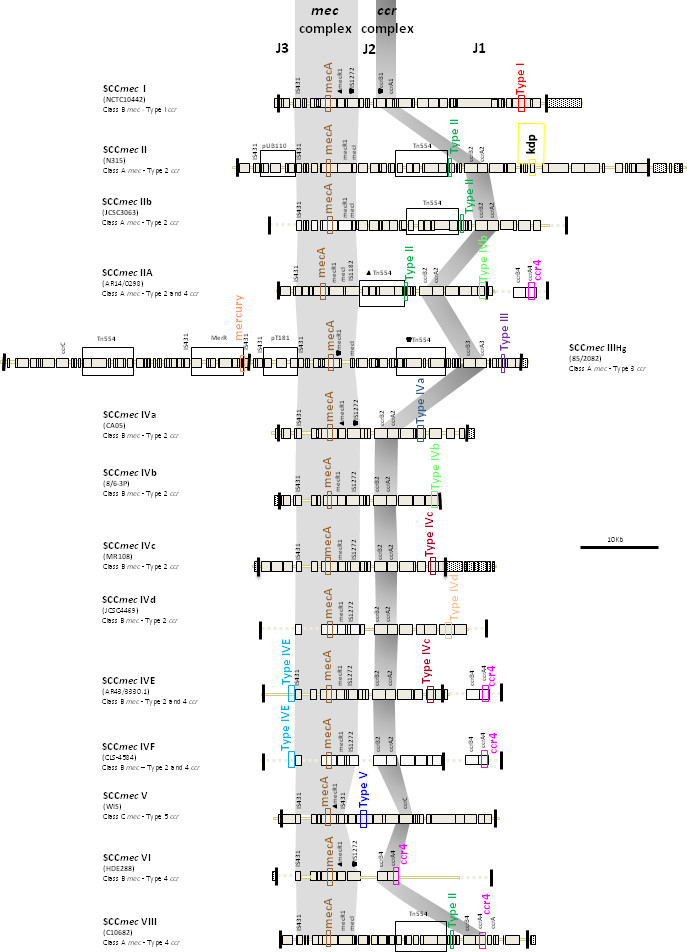 mec ccr
complex complex
J3 J2 J1
SCCmec I
(NCTC10442)
Class B mec - Type 1 ccr
IS431 mecA mecR1 IS1272 ccrB1 ccrA1 Type I
SCCmec II
(N315)
Class A mec - Type 2 ccr
IS431 pUB110 IS431 mecA mecR1 mecI Tn554 Type II ccrB2 ccrA2 kdp
SCCmec IIb
(JCSC3063)
Class A mec - Type 2 ccr
IS431 mecA mecR1 mecI Tn554 Type II ccrB2 ccrA2
SCCmec IIA
(AR14/0298)
Class A mec - Type 2 and 4 ccr
IS431 mecA mecR1 mecI IS1182 Tn554 Type II ccrB2 ccrA2 Type IVb ccrB4 ccrA4 ccr4
SCCmec IIIHg
(85/2082)
Class A mec - Type 3 ccr
ccrC Tn554 IS431 MerR mercury IS431 IS431 pT181 IS431 mecA mecR1 mecI Tn554 ccrB3 ccrA3 Type III
SCCmec IVa
(CA05)
Class B mec - Type 2 ccr
IS431 mecA mecR1 IS1272 ccrB2 ccrA2 Type IVa
SCCmec IVb
(8/6-3P)
Class B mec - Type 2 ccr
IS431 mecA mecR1 IS1272 ccrB2 ccrA2 Type IVb
10Kb
SCCmec IVc
(MR108)
Class B mec - Type 2 ccr
IS431 mecA mecR1 IS1272 ccrB2 ccrA2 Type IVc
SCCmec IVd
(JCSC4469)
Class B mec - Type 2 ccr
IS431 mecA mecR1 IS1272 ccrB2 ccrA2 Type IVd
SCCmec IVE
(AR43/3330.1)
Class B mec - Type 2 and 4 ccr
Type IVE IS431 mecA mecR1 IS1272 ccrB2 ccrA2 Type IVc ccrB4 ccrA4 ccr4
SCCmec IVF
(CLS-4584)
Class B mec - Type 2 and 4 ccr
Type IVE IS431 mecA mecR1 IS1272 ccrB2 ccrA2 ccrB4 ccrA4 ccr4
SCCmec V
(WIS)
Class C mec - Type 5 ccr
IS431 mecA mecR1 IS431 Type V ccrC
SCCmec VI
(HDE288)
Class B mec - Type 4 ccr
IS431 mecA mecR1 IS1272 ccrB4 ccrA4 ccr4
SCCmec VIII
(C10682)
Class A mec - Type 4 ccr
IS431 mecA mecR1 mecI Tn554 Type II ccrB4 ccrA4 ccr4 ccrA